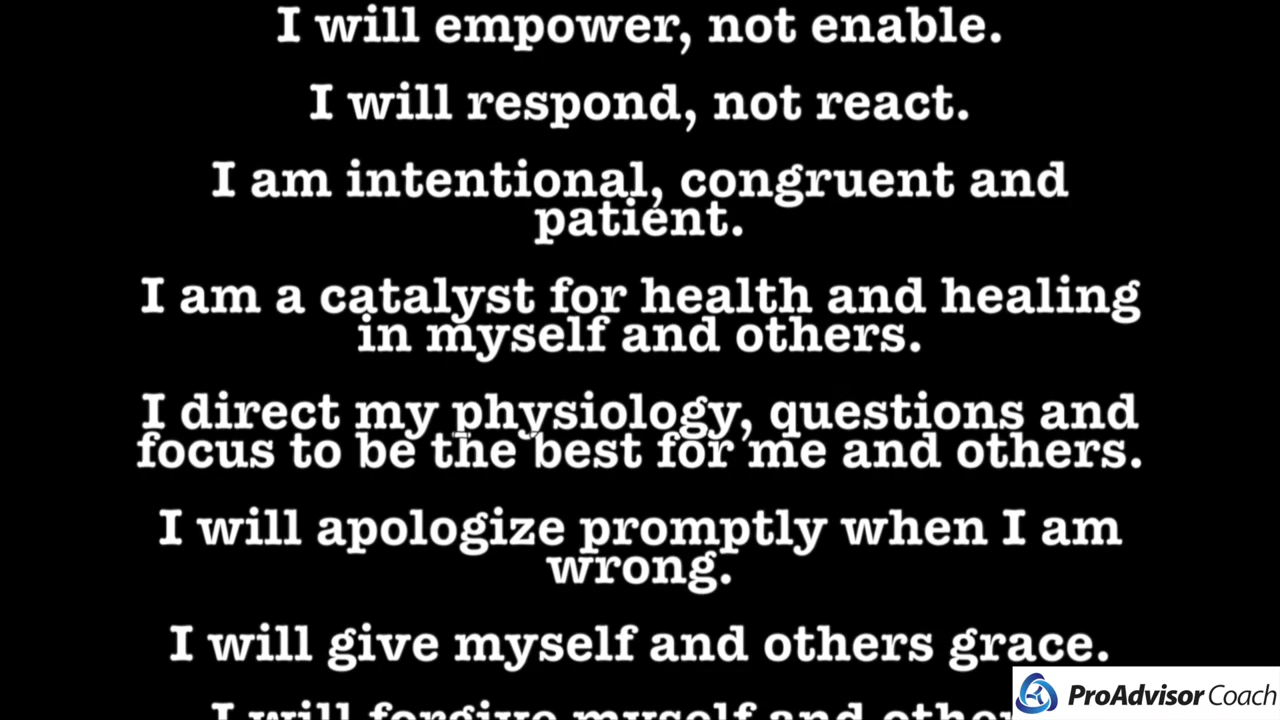 I will empower, not enable.
I will respond, not react.
I am intentional, congruent and
patient.
I am a catalyst for health and healing
in myself and others.
I direct my physiology, questions and
focus to be the best for me and others.
I will apologize promptly when I am
wrong.
I will give myself and others grace.
I will forgive myself and
ProAdvisor Coach